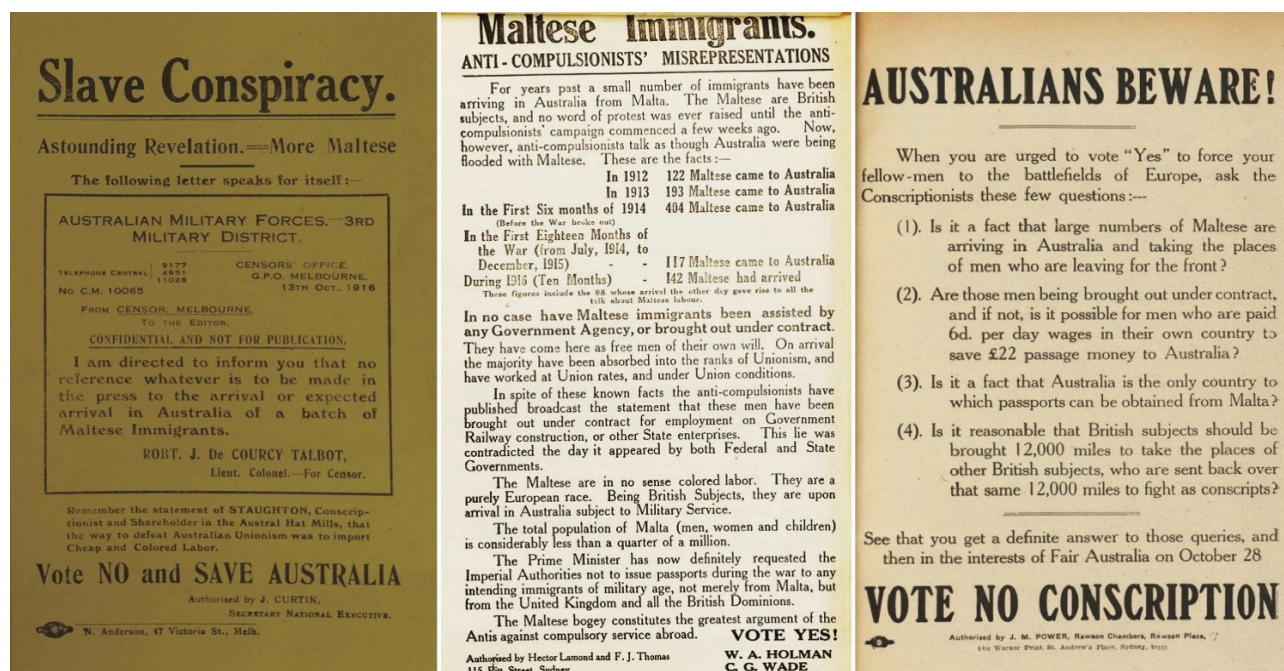 Slave Conspiracy.
Astounding Revelation.—More Maltese
The following letter speaks for itself:—
AUSTRALIAN MILITARY FORCES.—3RD
MILITARY DISTRICT.
TELEPHONE CENTRAL
9177
4951
11028
No C.M. 10065
CENSORS' OFFICE,
G.P.O. MELBOURNE,
13TH OCT., 1916
FROM CENSOR, MELBOURNE,
TO THE EDITOR,
CONFIDENTIAL AND NOT FOR PUBLICATION.
I am directed to inform you that no
reference whatever is to be made in
the press to the arrival or expected
arrival in Australia of a batch of
Maltese Immigrants.
ROBT. J. De COURCY TALBOT,
Lieut. Colonel.—For Censor.
Remember the statement of STAUGHTON, Conscrip-
tionist and Shareholder in the Austral Hat Mills, that
the way to defeat Australian Unionism was to import
Cheap and Colored Labor.
Vote NO and SAVE AUSTRALIA
Authorised by J. CURTIN,
SECRETARY NATIONAL EXECUTIVE.
N. Anderson, 47 Victoria St., Melb.
Maltese Immigrants.
ANTI-COMPULSIONISTS' MISREPRESENTATIONS
For years past a small number of immigrants have been
arriving in Australia from Malta. The Maltese are British
subjects, and no word of protest was ever raised until the anti-
compulsionists' campaign commenced a few weeks ago. Now,
however, anti-compulsionists talk as though Australia were being
flooded with Maltese. These are the facts:—
In 1912 122 Maltese came to Australia
In 1913 193 Maltese came to Australia
In the First Six months of 1914 404 Maltese came to Australia
(Before the War broke out)
In the First Eighteen Months of
the War (from July, 1914, to
December, 1915) - - 117 Maltese came to Australia
During 1916 (Ten Months) - 142 Maltese had arrived
These figures include the 98 whose arrival the other day gave rise to all the
talk about Maltese labour.
In no case have Maltese immigrants been assisted by
any Government Agency, or brought out under contract.
They have come here as free men of their own will. On arrival
the majority have been absorbed into the ranks of Unionism, and
have worked at Union rates, and under Union conditions.
In spite of these known facts the anti-compulsionists have
published broadcast the statement that these men have been
brought out under contract for employment on Government
Railway construction, or other State enterprises. This lie was
contradicted the day it appeared by both Federal and State
Governments.
The Maltese are in no sense colored labor. They are a
purely European race. Being British Subjects, they are upon
arrival in Australia subject to Military Service.
The total population of Malta (men, women and children)
is considerably less than a quarter of a million.
The Prime Minister has now definitely requested the
Imperial Authorities not to issue passports during the war to any
intending immigrants of military age, not merely from Malta, but
from the United Kingdom and all the British Dominions.
The Maltese bogey constitutes the greatest argument of the
Antis against compulsory service abroad. VOTE YES!
Authorised by Hector Lamond and F. J. Thomas
115 Pitt Street, Sydney
W. A. HOLMAN
C. G. WADE
AUSTRALIANS BEWARE!
When you are urged to vote "Yes" to force your
fellow-men to the battlefields of Europe, ask the
Conscriptionists these few questions:—
(1). Is it a fact that large numbers of Maltese are
arriving in Australia and taking the places
of men who are leaving for the front?
(2). Are those men being brought out under contract,
and if not, is it possible for men who are paid
6d. per day wages in their own country to
save £22 passage money to Australia?
(3). Is it a fact that Australia is the only country to
which passports can be obtained from Malta?
(4). Is it reasonable that British subjects should be
brought 12,000 miles to take the places of
other British subjects, who are sent back over
that same 12,000 miles to fight as conscripts?
See that you get a definite answer to those queries, and
then in the interests of Fair Australia on October 28
VOTE NO CONSCRIPTION
Authorised by J. M. POWER, Rawson Chambers, Rawson Place,
The Worker Print, St. Andrew's Place, Sydney,